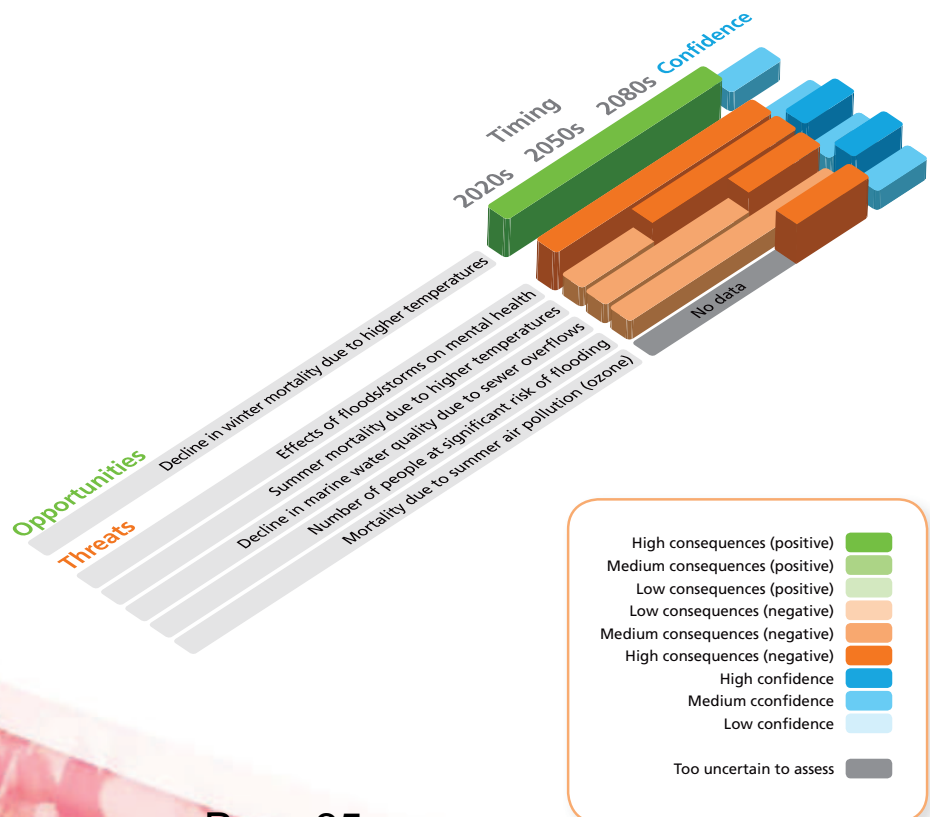 Confidence
Timing
2020s
2050s
2080s
Opportunities
Decline in winter mortality due to higher temperatures
Threats
Effects of floods/storms on mental health
Summer mortality due to higher temperatures
Decline in marine water quality due to sewer overflows
Number of people at significant risk of flooding
Mortality due to summer air pollution (ozone)
No data
High consequences (positive)
Medium consequences (positive)
Low consequences (positive)
Low consequences (negative)
Medium consequences (negative)
High consequences (negative)
High confidence
Medium cconfidence
Low confidence
Too uncertain to assess